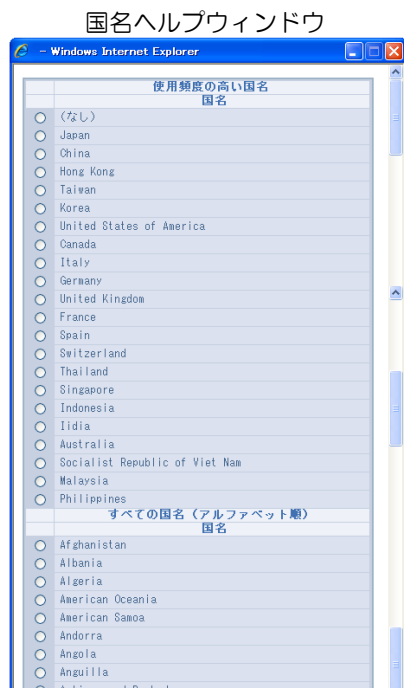 国名ヘルプウィンドウ
- Windows Internet Explorer
使用頻度の高い国名
国名
(なし)
Japan
China
Hong Kong
Taiwan
Korea
United States of America
Canada
Italy
Germany
United Kingdom
France
Spain
Switzerland
Thailand
Singapore
Indonesia
Iidia
Australia
Socialist Republic of Viet Nam
Malaysia
Philippines
すべての国名(アルファベット順)
国名
Afghanistan
Albania
Algeria
American Oceania
American Samoa
Andorra
Angola
Anguilla